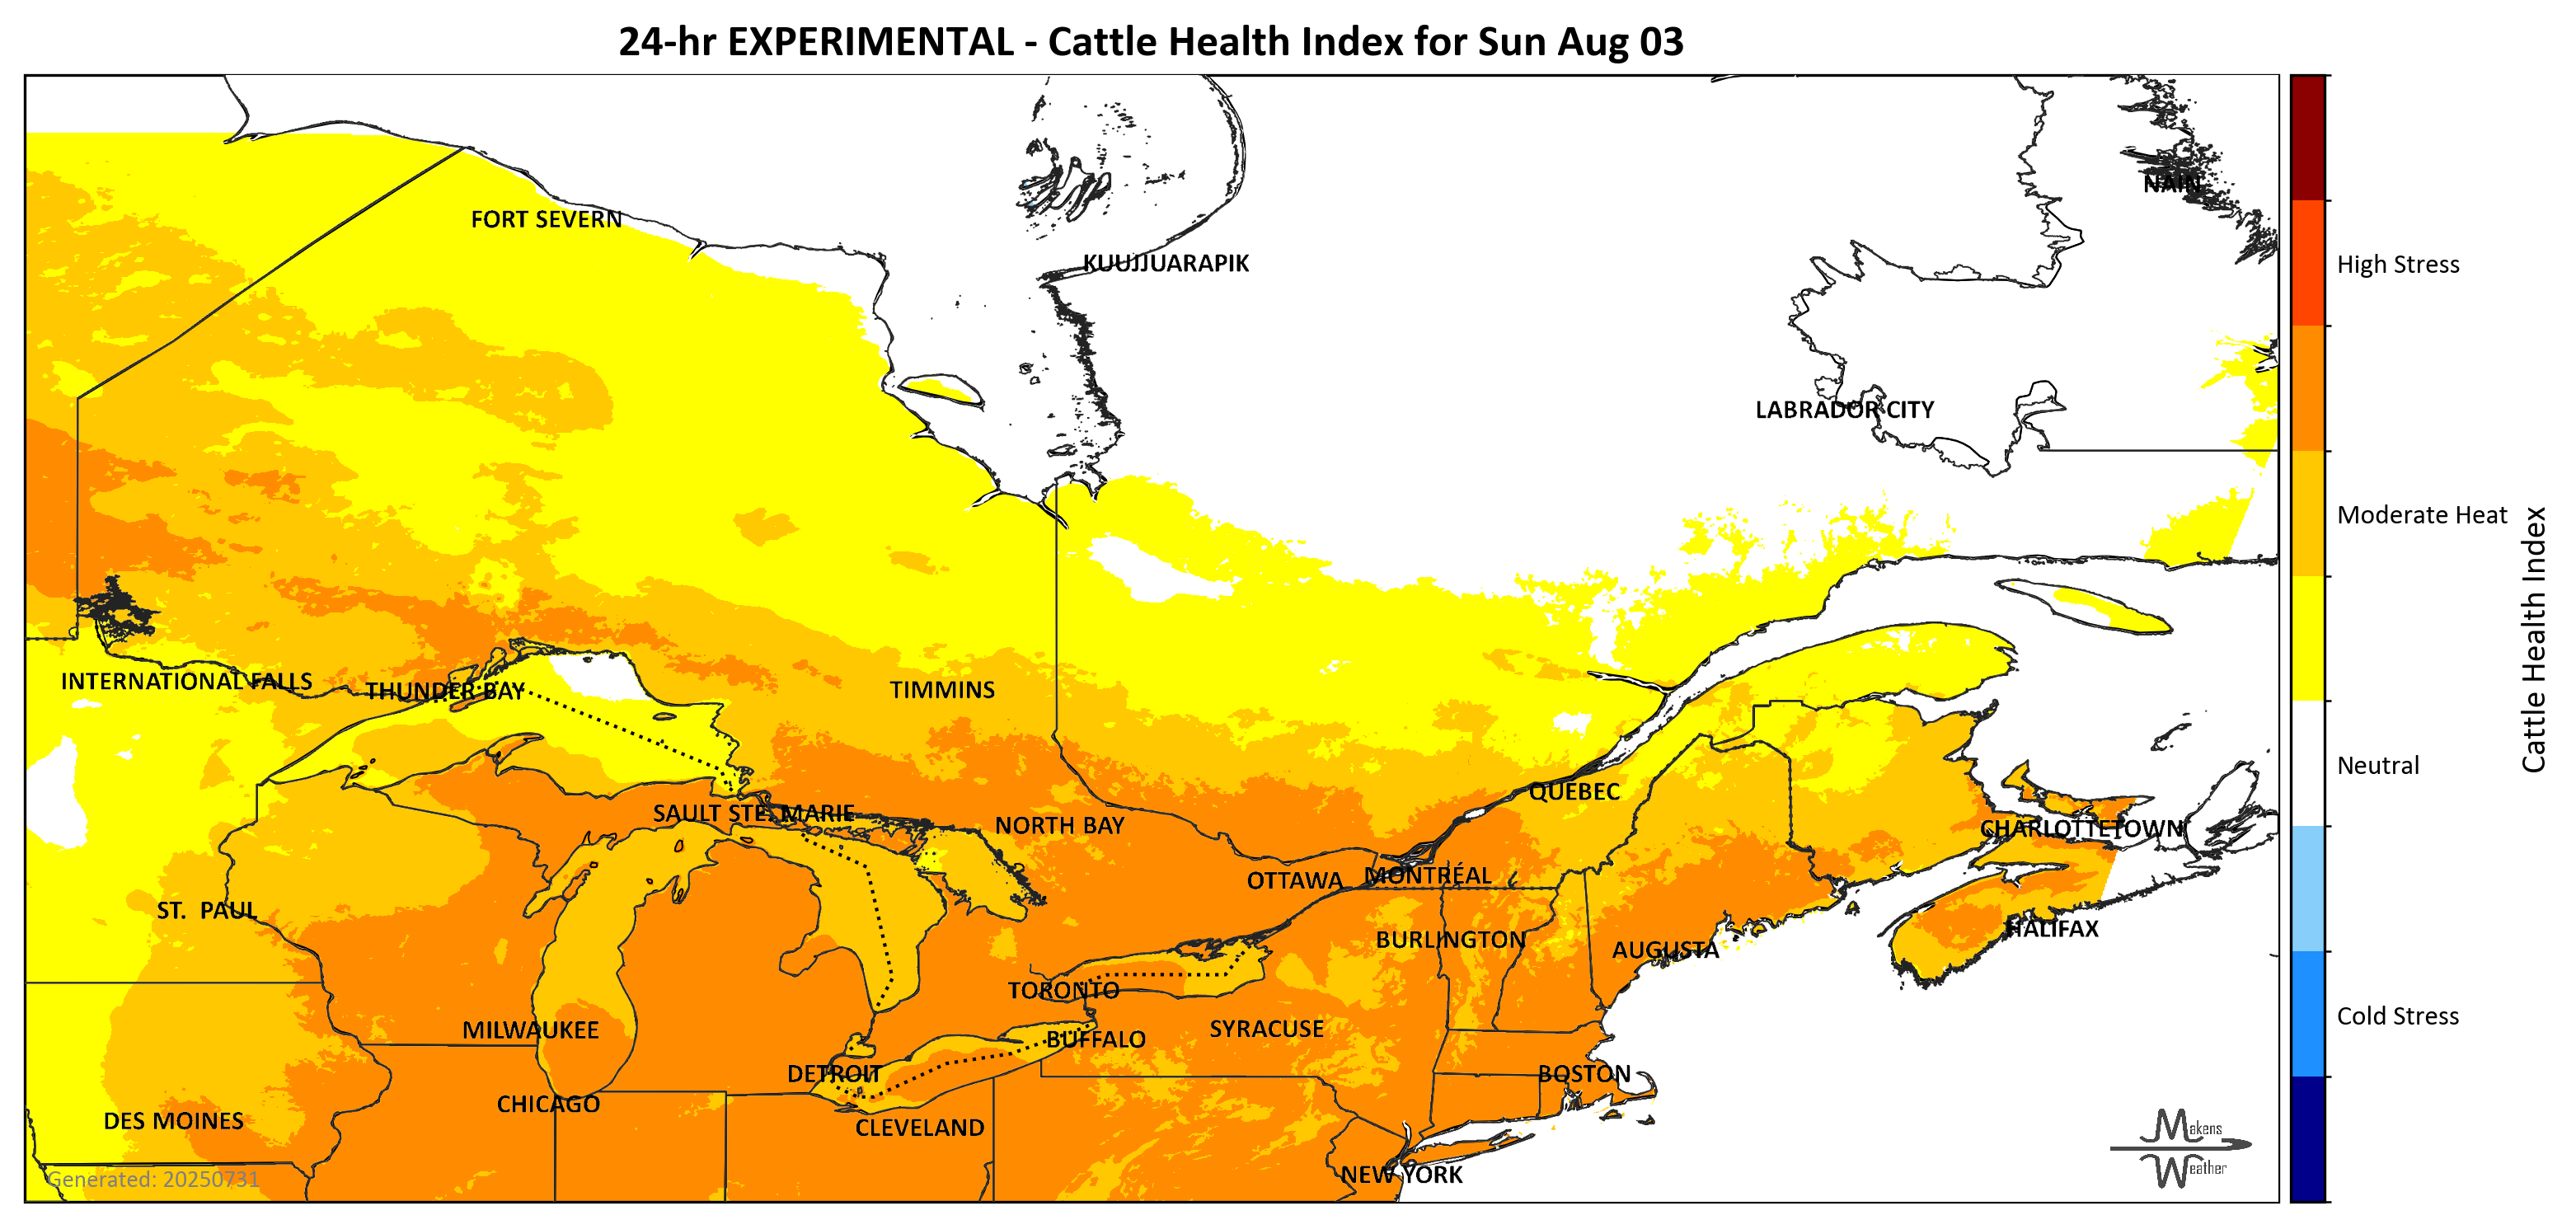 24-hr EXPERIMENTAL - Cattle Health Index for Sun Aug 03
NAIN
FORT SEVERN
KUUJJUARAPIK
High Stress
LABRADOR CITY
Moderate Heat
Cattle Health Index
INTERNATIONAL FALLS
THUNDER BAY
TIMMINS
Neutral
QUEBEC
SAULT STE. MARIE
NORTH BAY
CHARLOTTETOWN
OTTAWA
MONTRÉAL
ST. PAUL
HALIFAX
BURLINGTON
AUGUSTA
TORONTO
Cold Stress
MILWAUKEE
SYRACUSE
BUFFALO
DETROIT
BOSTON
CHICAGO
DES MOINES
CLEVELAND
Makens
Weather
NEW YORK
Generated: 20250731